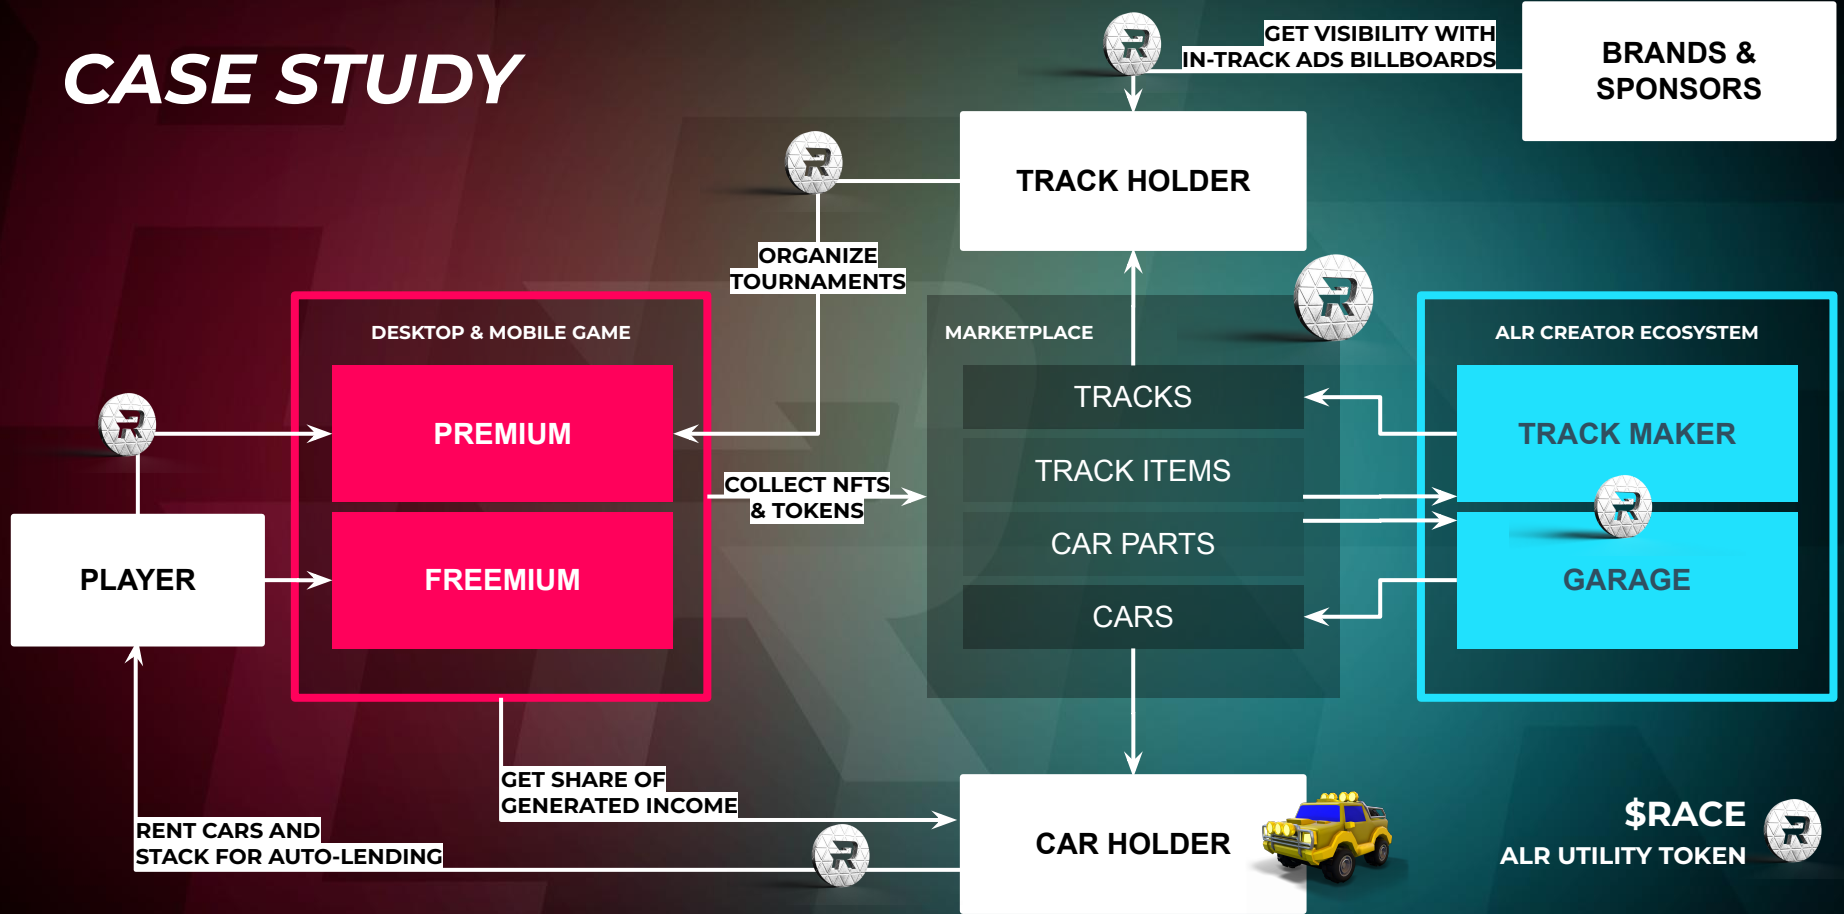 CASE STUDY
GET VISIBILITY WITH
IN-TRACK ADS BILLBOARDS
BRANDS &
SPONSORS
TRACK HOLDER
ORGANIZE
TOURNAMENTS
DESKTOP & MOBILE GAME
PREMIUM
FREEMIUM
PLAYER
COLLECT NFTS
& TOKENS
MARKETPLACE
TRACKS
TRACK ITEMS
CAR PARTS
CARS
ALR CREATOR ECOSYSTEM
TRACK MAKER
GARAGE
GET SHARE OF
GENERATED INCOME
RENT CARS AND
STACK FOR AUTO-LENDING
CAR HOLDER
$RACE
ALR UTILITY TOKEN